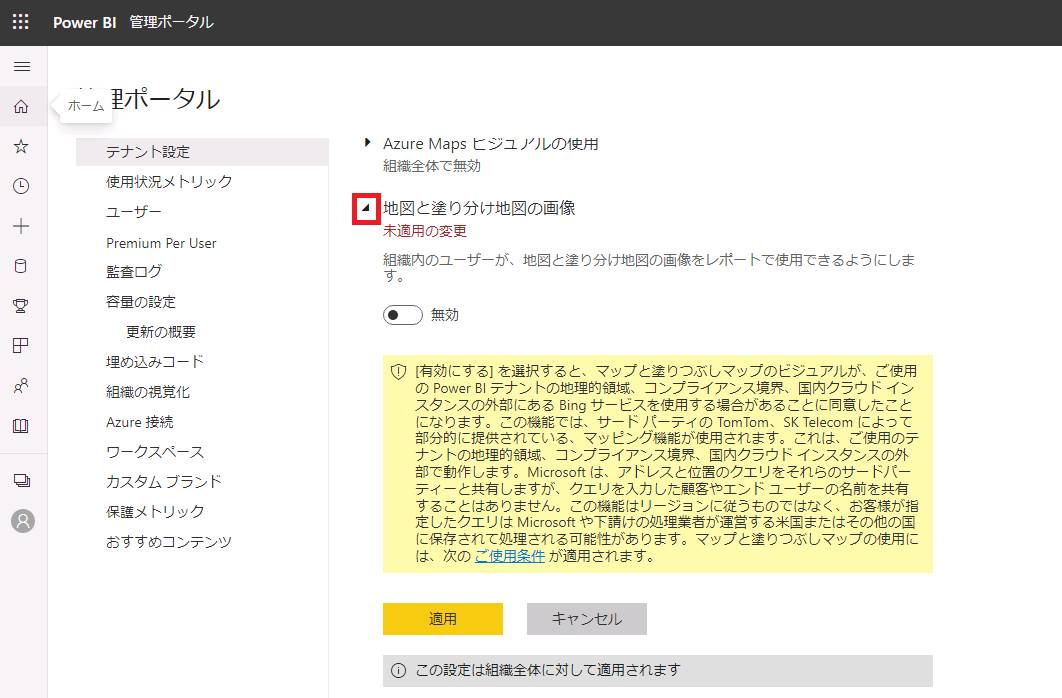 Power BI 管理ポータル
ホーム
理ポータル
テナント設定
使用状況メトリック
ユーザー
Premium Per User
監査ログ
容量の設定
更新の概要
埋め込みコード
組織の視覚化
Azure 接続
ワークスペース
カスタム ブランド
保護メトリック
おすすめコンテンツ
Azure Maps ビジュアルの使用
組織全体で無効
地図と塗り分け地図の画像
未適用の変更
組織内のユーザーが、地図と塗り分け地図の画像をレポートで使用できるようにしま
す。
無効
[有効にする] を選択すると、マップと塗りつぶしマップのビジュアルが、ご使用
の Power BI テナントの地理的領域、コンプライアンス境界、国内クラウド イン
スタンスの外部にある Bing サービスを使用する場合があることに同意したこと
になります。この機能では、サード パーティの TomTom、SK Telecom によって
部分的に提供されている、マッピング機能が使用されます。これは、ご使用のテ
ナントの地理的領域、コンプライアンス境界、国内クラウド インスタンスの外
部で動作します。Microsoft は、アドレスと位置のクエリをそれらのサードパー
ティーと共有しますが、クエリを入力した顧客やエンド ユーザーの名前を共有
することはありません。この機能はリージョンに従うものではなく、お客様が指
定したクエリは Microsoft や下請けの処理業者が運営する米国またはその他の国
に保存されて処理される可能性があります。マップと塗りつぶしマップの使用に
は、次の ご使用条件 が適用されます。
適用
キャンセル
この設定は組織全体に対して適用されます